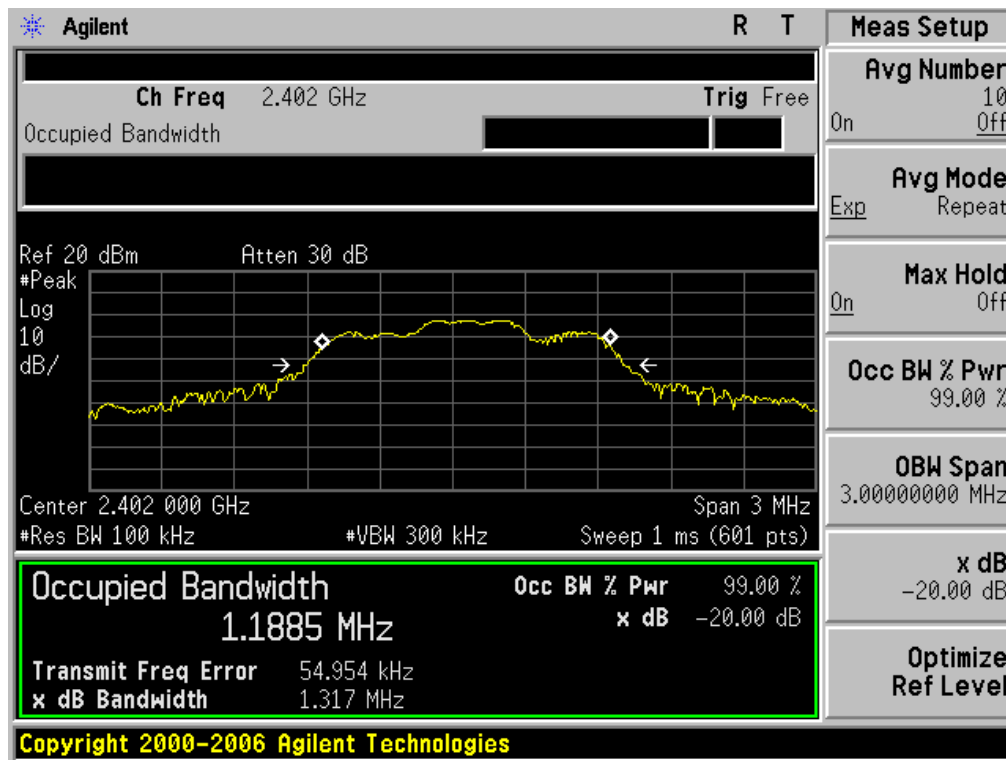 Agilent R T
Ch Freq 2.402 GHz Trig Free
Occupied Bandwidth
Ref 20 dBm Atten 30 dB
#Peak
Log
10
dB/
Center 2.402 000 GHz Span 3 MHz
#Res BW 100 kHz #VBW 300 kHz Sweep 1 ms (601 pts)
Occupied Bandwidth Occ BW % Pwr 99.00 %
1.1885 MHz x dB -20.00 dB
Transmit Freq Error 54.954 kHz
x dB Bandwidth 1.317 MHz
Copyright 2000-2006 Agilent Technologies
Meas Setup
Avg Number
10
On Off
Avg Mode
Exp Repeat
Max Hold
On Off
Occ BW % Pwr
99.00 %
OBW Span
3.00000000 MHz
x dB
-20.00 dB
Optimize
Ref Level